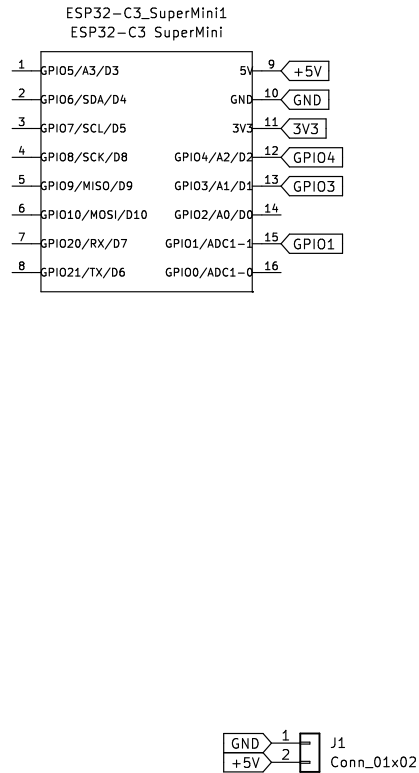 ESP32-C3_SuperMini1
ESP32-C3 SuperMini
1 GPIO5/A3/D3 5V 9 +5V
2 GPIO6/SDA/D4 GND 10 GND
3 GPIO7/SCL/D5 3V3 11 3V3
4 GPIO8/SCK/D8 GPIO4/A2/D2 12 GPIO4
5 GPIO9/MISO/D9 GPIO3/A1/D1 13 GPIO3
6 GPIO10/MOSI/D10 GPIO2/A0/D0 14
7 GPIO20/RX/D7 GPIO1/ADC1-1 15 GPIO1
8 GPIO21/TX/D6 GPIO0/ADC1-0 16
GND 1 J1
+5V 2 Conn_01x02